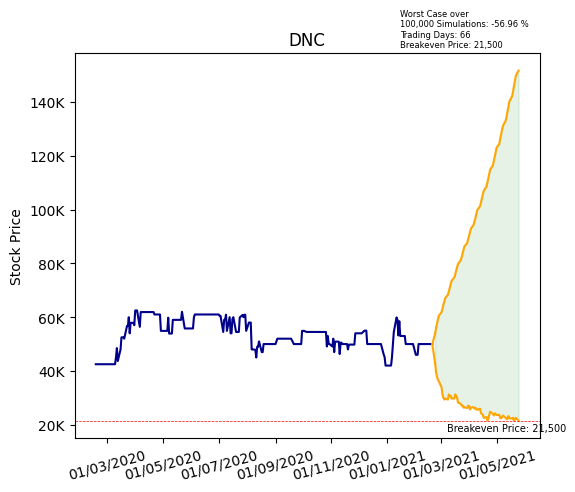 Worst Case over
100,000 Simulations: -56.96 %
Trading Days: 66
Breakeven Price: 21,500
DNC
Stock Price
140K
120K
100K
80K
60K
40K
20K
Breakeven Price: 21,500
01/03/2020
01/05/2020
01/07/2020
01/09/2020
01/11/2020
01/01/2021
01/03/2021
01/05/2021